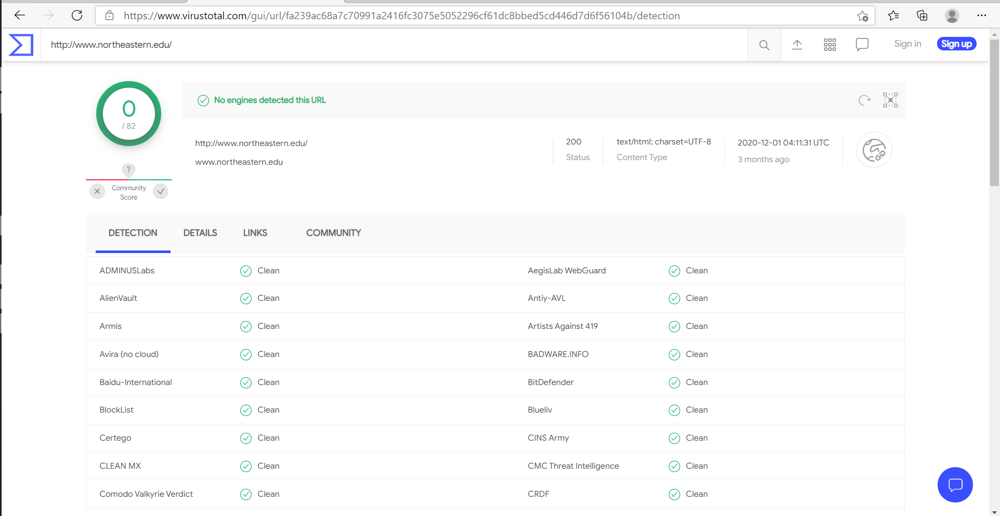 https://www.virustotal.com/gui/url/fa239ac68a7c70991a2416fc3075e5052296cf61dc8bbed5cd446d7d6f56104b/detection
http://www.northeastern.edu/
Sign in
Sign up
0
/ 82
?
Community
Score
No engines detected this URL
http://www.northeastern.edu/
www.northeastern.edu
200
Status
text/html; charset=UTF-8
Content Type
2020-12-01 04:11:31 UTC
3 months ago
DETECTION DETAILS LINKS COMMUNITY
ADMINUSLabs Clean AegisLab WebGuard Clean
AlienVault Clean Antiy-AVL Clean
Armis Clean Artists Against 419 Clean
Avira (no cloud) Clean BADWARE.INFO Clean
Baidu-International Clean BitDefender Clean
BlockList Clean Blueliv Clean
Certego Clean CINS Army Clean
CLEAN MX Clean CMC Threat Intelligence Clean
Comodo Valkyrie Verdict Clean CRDF Clean